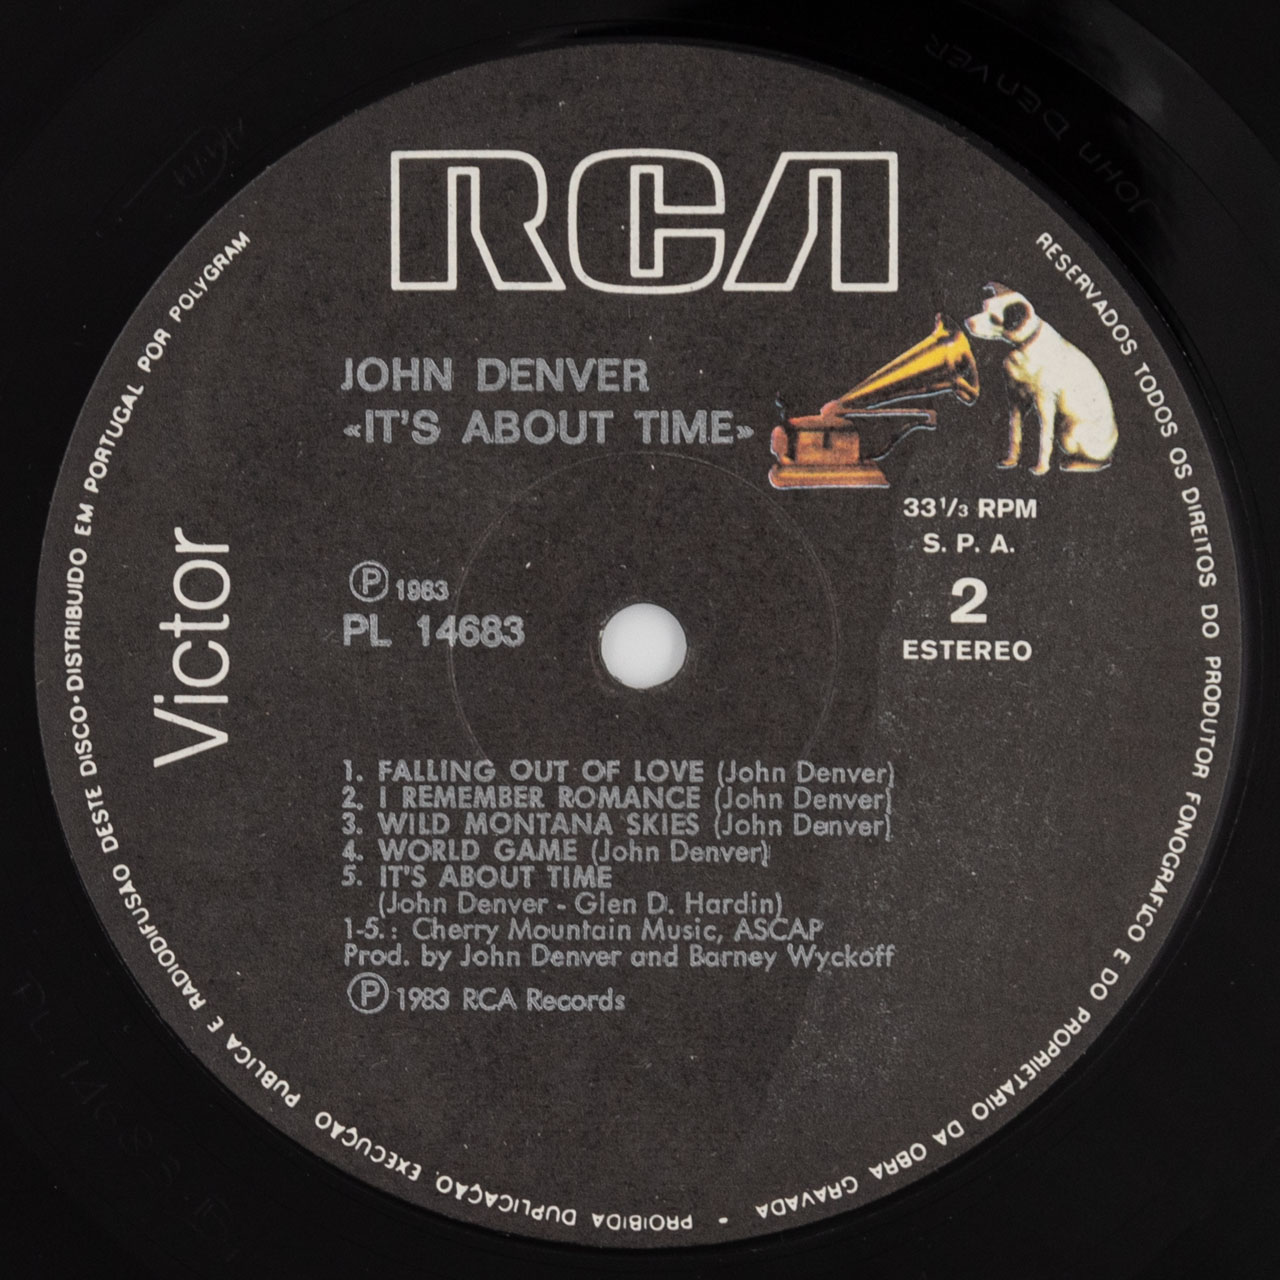 RCA
JOHN DENVER
«IT'S ABOUT TIME»
33 1/3 RPM
S. P. A.
2
ESTEREO
Ⓟ 1983
PL 14683
Victor
1. FALLING OUT OF LOVE (John Denver)
2. I REMEMBER ROMANCE (John Denver)
3. WILD MONTANA SKIES (John Denver)
4. WORLD GAME (John Denver)
5. IT'S ABOUT TIME
(John Denver - Glen D. Hardin)
1-5. : Cherry Mountain Music, ASCAP
Prod. by John Denver and Barney Wyckoff
Ⓟ 1983 RCA Records
RESERVADOS TODOS OS DIREITOS DO PRODUTOR FONOGRAFICO E DO PROPRIETARIO DA OBRA GRAVADA - PROIBIDA DUPLICAÇÃO, EXECUÇÃO PUBLICA E RADIODIFUSAO DESTE DISCO•DISTRIBUIDO EM PORTUGAL POR POLYGRAM
JOHN DENVER